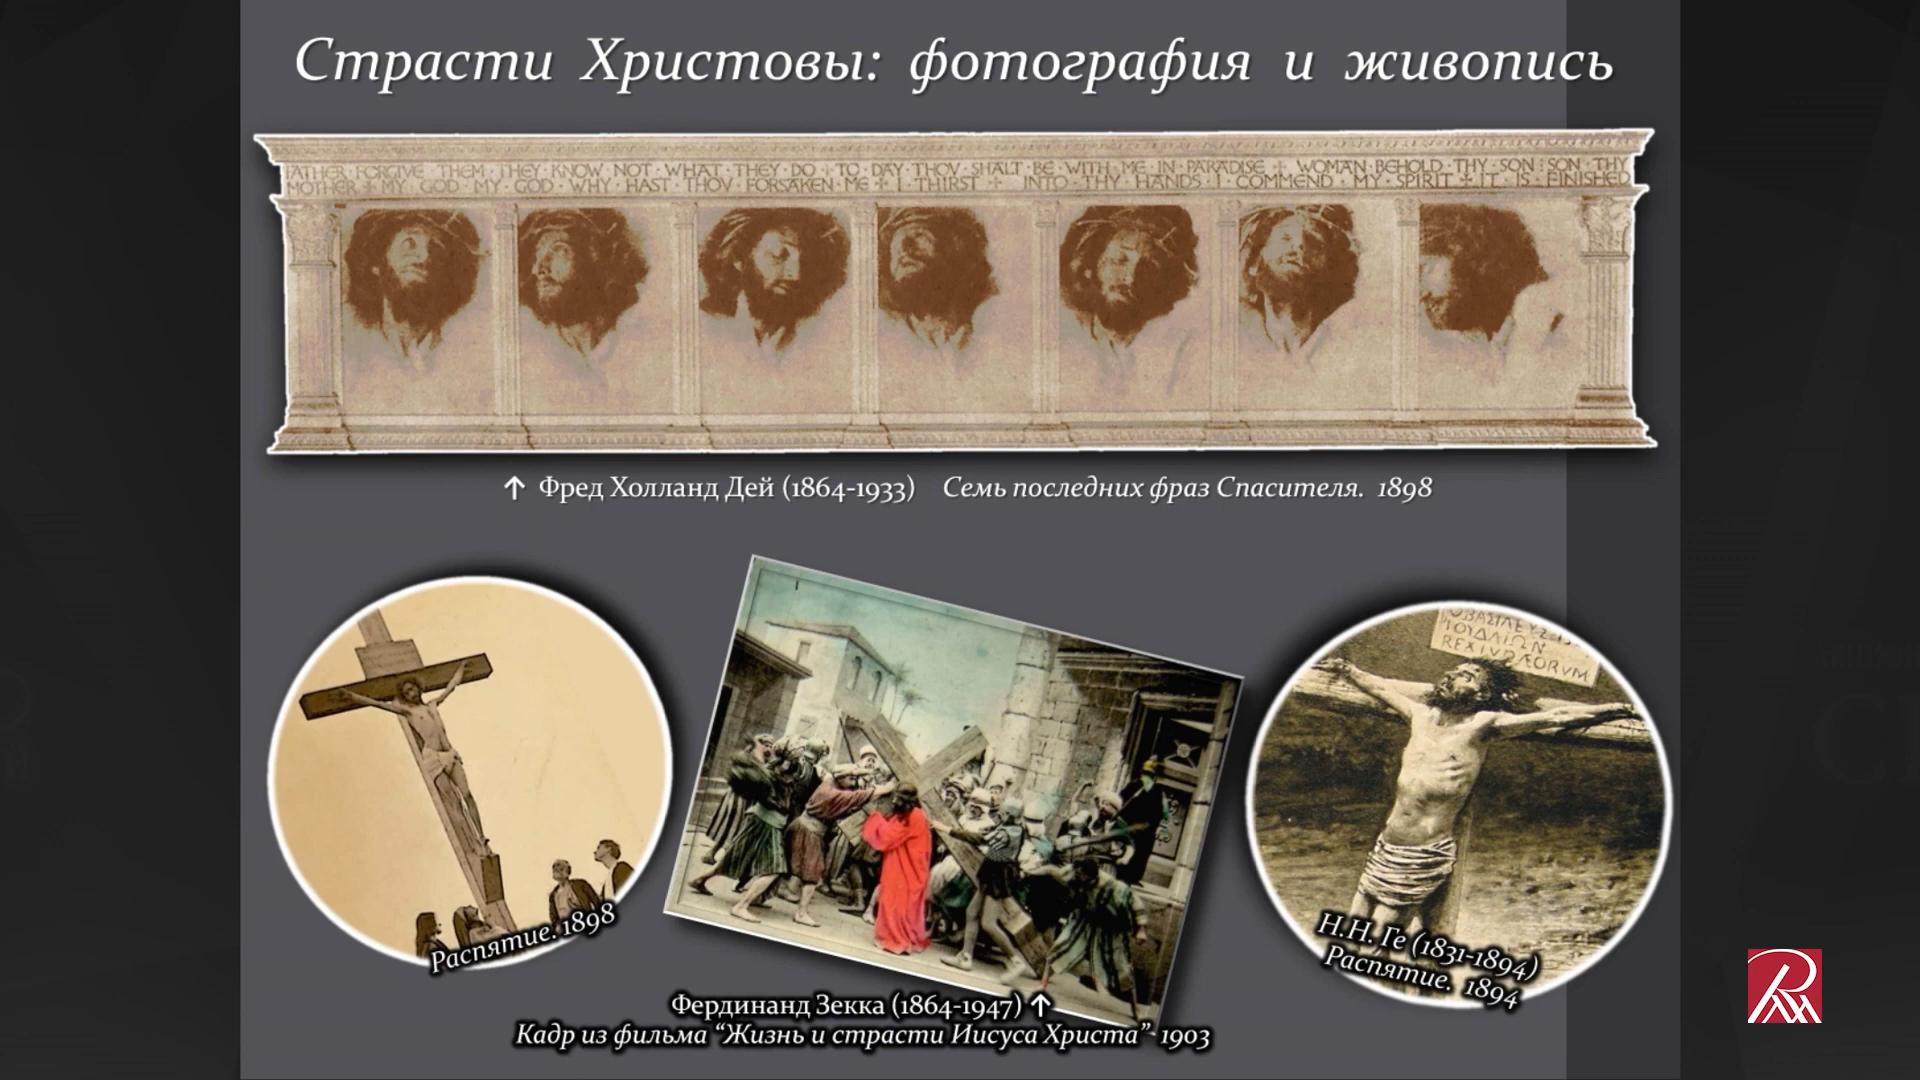 Страсти Христовы: фотография и живопись
FATHER FORGIVE THEM THEY KNOW NOT WHAT THEY DO + TO DAY THOV SHALT BE WITH ME IN PARADISE + WOMAN BEHOLD THY SON SON THY
MOTHER + MY GOD MY GOD WHY HAST THOV FORSAKEN ME + I THIRST + INTO THY HANDS I COMMEND MY SPIRIT + IT IS FINISHED
↑ Фред Холланд Дей (1864-1933) Семь последних фраз Спасителя. 1898
ΤΟΥΔΑΙΩΝ
REX IVDÆORVM
Распятие. 1898
Н.Н. Ге (1831-1894)
Распятие. 1894
Фердинанд Зекка (1864-1947) ↑
Кадр из фильма “Жизнь и страсти Иисуса Христа” 1903